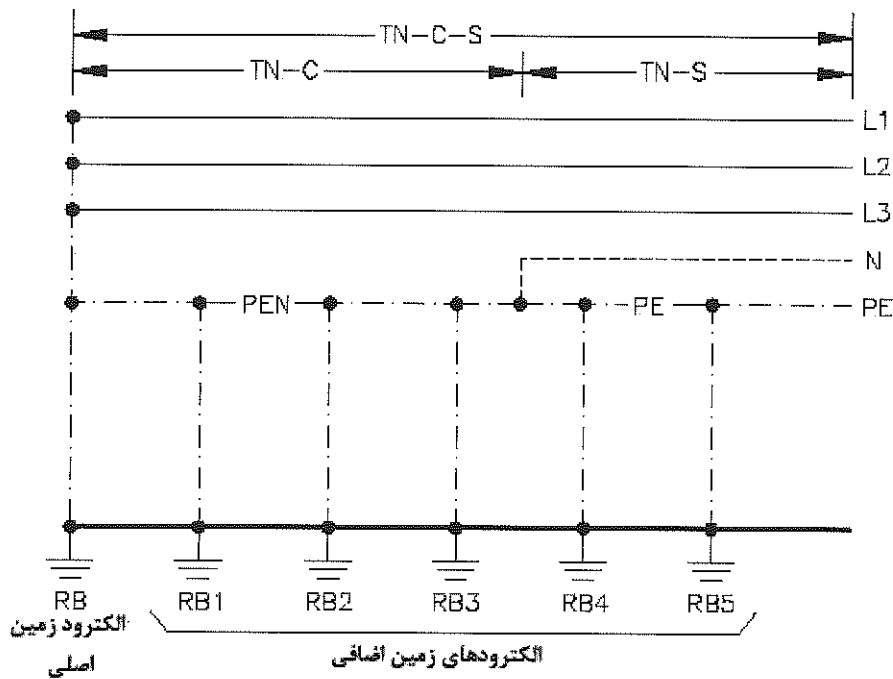 TN-C-S
TN-C
TN-S
L1
L2
L3
N
PEN
PE
PE
RB
RB1
RB2
RB3
RB4
RB5
الکترود زمین
اصلی
الکترودهای زمین اضافی